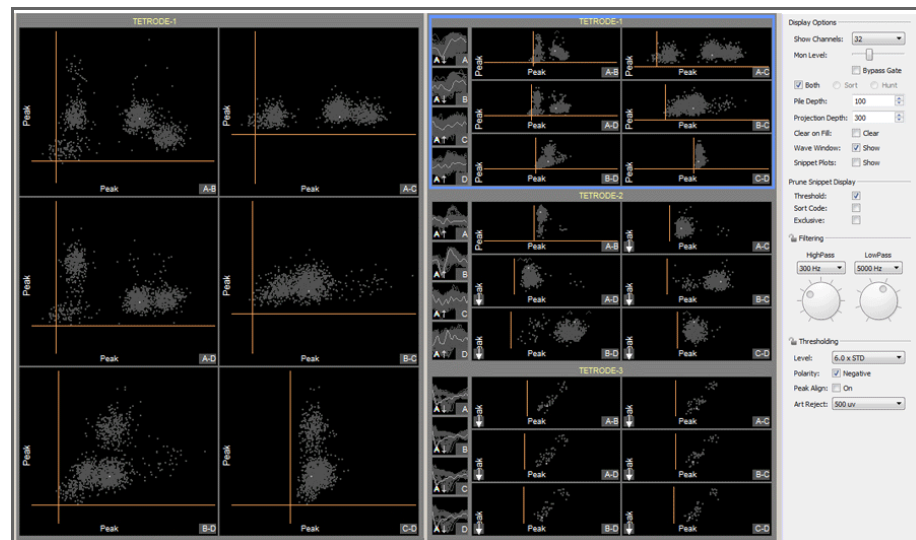 TETRODE-1
Peak
Peak
A-B
Peak
A-C
Peak
Peak
A-D
Peak
Peak
B-C
Peak
Peak
B-D
Peak
Peak
C-D
TETRODE-1
A↓ A
A↑ B
A↑ C
A↑ D
Peak
Peak
A-B
Peak
Peak
A-C
Peak
Peak
A-D
Peak
Peak
B-C
Peak
Peak
B-D
Peak
Peak
C-D
TETRODE-2
A↑ A
A↑ B
A↑ C
A↑ D
Peak
Peak
A-B
Peak
A-C
Peak
A-D
Peak
B-C
Peak
B-D
Peak
C-D
TETRODE-3
A↓ A
A↑ B
A↓ C
A↑ D
Peak
A-B
Peak
A-C
Peak
A-D
Peak
B-C
Peak
B-D
Peak
C-D
Display Options
Show Channels: 32
Mon Level:
Bypass Gate
Both Sort Hunt
Pile Depth: 100
Projection Depth: 300
Clear on Fill: Clear
Wave Window: Show
Snippet Plots: Show
Prune Snippet Display
Threshold:
Sort Code:
Exclusive:
Filtering
HighPass LowPass
300 Hz 5000 Hz
Thresholding
Level: 6.0 x STD
Polarity: Negative
Peak Align: On
Art Reject: 500 uv